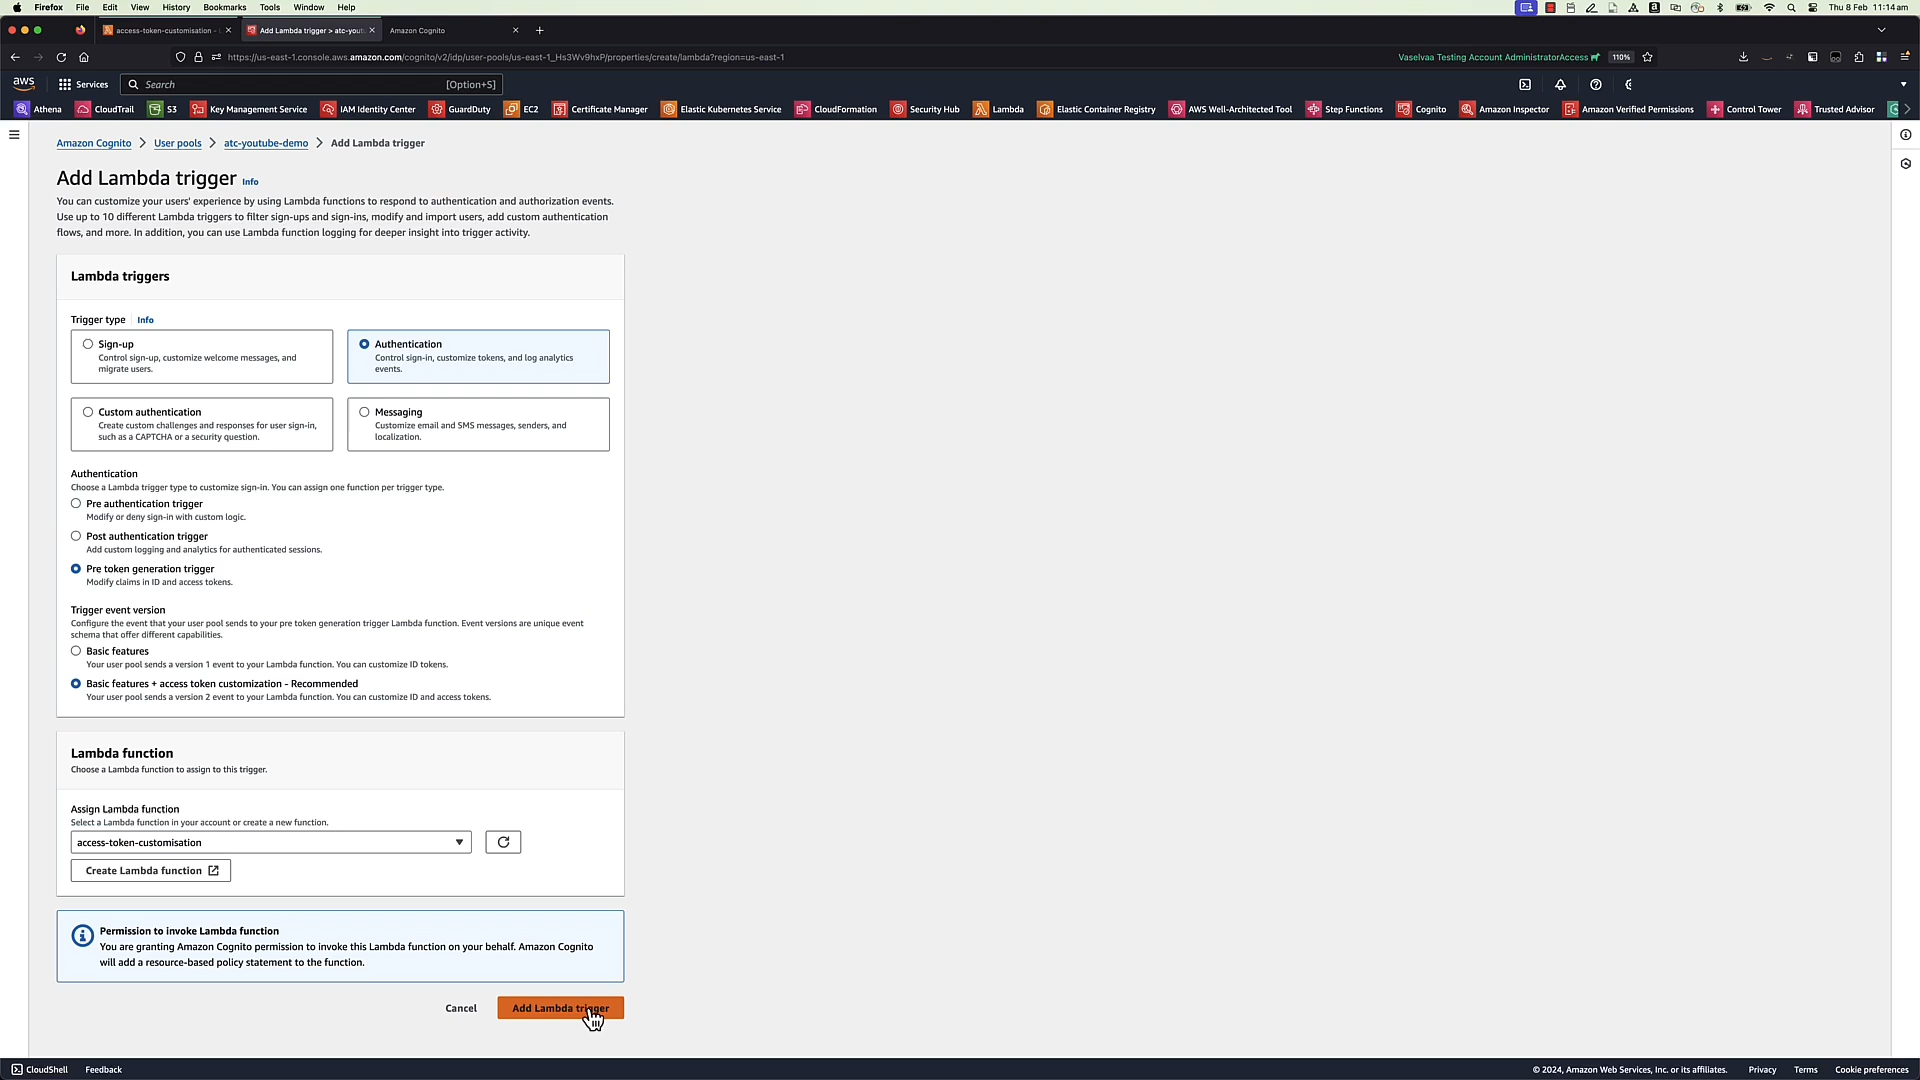 Firefox File Edit View History Bookmarks Tools Window Help Thu 8 Feb 11:14 am
access-token-customisation - Add Lambda trigger > atc-yout Amazon Cognito
https://us-east-1.console.aws.amazon.com/cognito/v2/idp/user-pools/us-east-1_Hs3Wv9hxP/properties/create/lambda?region=us-east-1 Vaselvaa Testing Account AdministratorAccess 110%
aws Services Search [Option+S]
Athena CloudTrail S3 Key Management Service IAM Identity Center GuardDuty EC2 Certificate Manager Elastic Kubernetes Service CloudFormation Security Hub Lambda Elastic Container Registry AWS Well-Architected Tool Step Functions Cognito Amazon Inspector Amazon Verified Permissions Control Tower Trusted Advisor
Amazon Cognito > User pools > atc-youtube-demo > Add Lambda trigger
Add Lambda trigger Info
You can customize your users' experience by using Lambda functions to respond to authentication and authorization events.
Use up to 10 different Lambda triggers to filter sign-ups and sign-ins, modify and import users, add custom authentication
flows, and more. In addition, you can use Lambda function logging for deeper insight into trigger activity.
Lambda triggers
Trigger type Info
Sign-up
Control sign-up, customize welcome messages, and
migrate users.
Authentication
Control sign-in, customize tokens, and log analytics
events.
Custom authentication
Create custom challenges and responses for user sign-in,
such as a CAPTCHA or a security question.
Messaging
Customize email and SMS messages, senders, and
localization.
Authentication
Choose a Lambda trigger type to customize sign-in. You can assign one function per trigger type.
Pre authentication trigger
Modify or deny sign-in with custom logic.
Post authentication trigger
Add custom logging and analytics for authenticated sessions.
Pre token generation trigger
Modify claims in ID and access tokens.
Trigger event version
Configure the event that your user pool sends to your pre token generation trigger Lambda function. Event versions are unique event
schema that offer different capabilities.
Basic features
Your user pool sends a version 1 event to your Lambda function. You can customize ID tokens.
Basic features + access token customization - Recommended
Your user pool sends a version 2 event to your Lambda function. You can customize ID and access tokens.
Lambda function
Choose a Lambda function to assign to this trigger.
Assign Lambda function
Select a Lambda function in your account or create a new function.
access-token-customisation
Create Lambda function
Permission to invoke Lambda function
You are granting Amazon Cognito permission to invoke this Lambda function on your behalf. Amazon Cognito
will add a resource-based policy statement to the function.
Cancel Add Lambda trigger
CloudShell Feedback © 2024, Amazon Web Services, Inc. or its affiliates. Privacy Terms Cookie preferences